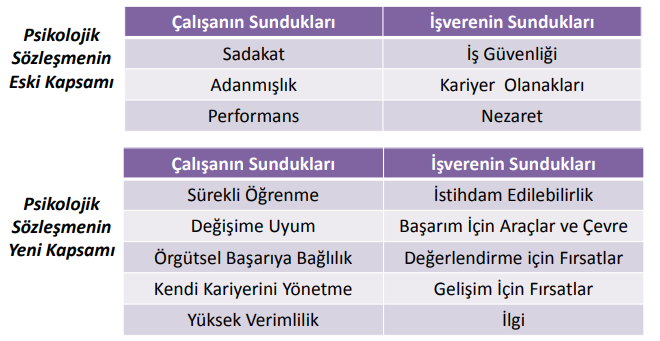 Psikolojik
Sözleşmenin
Eski Kapsamı
Çalışanın Sundukları İşverenin Sundukları
Sadakat İş Güvenliği
Adanmışlık Kariyer Olanakları
Performans Nezaret
Psikolojik
Sözleşmenin
Yeni Kapsamı
Çalışanın Sundukları İşverenin Sundukları
Sürekli Öğrenme İstihdam Edilebilirlik
Değişime Uyum Başarım İçin Araçlar ve Çevre
Örgütsel Başarıya Bağlılık Değerlendirme için Fırsatlar
Kendi Kariyerini Yönetme Gelişim İçin Fırsatlar
Yüksek Verimlilik İlgi